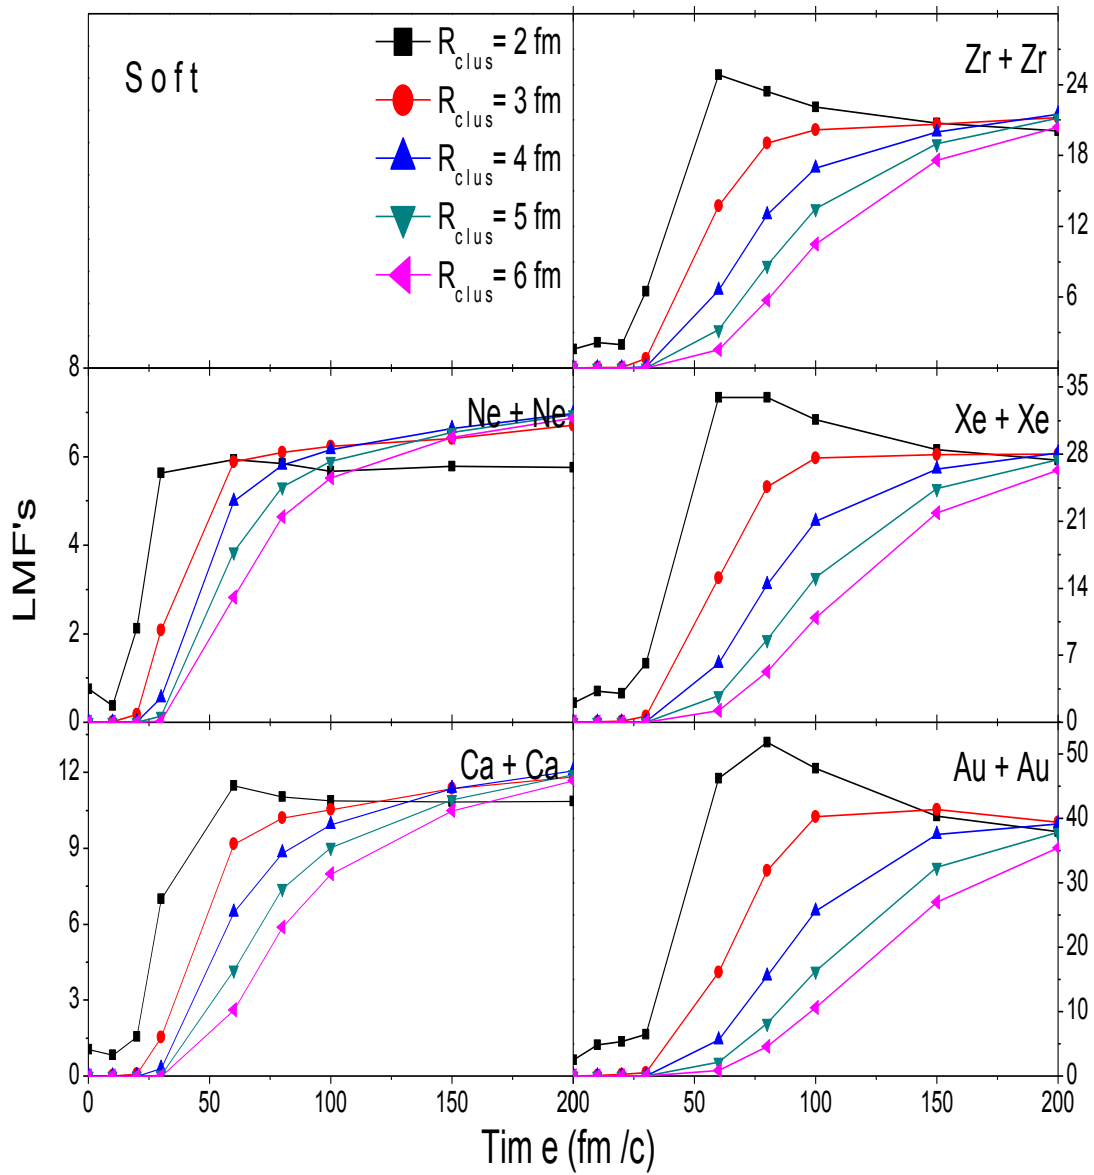 Soft
R_clus = 2 fm
R_clus = 3 fm
R_clus = 4 fm
R_clus = 5 fm
R_clus = 6 fm
Zr + Zr
24
18
12
6
8
6
4
2
0
Ne + Ne
Xe + Xe
35
28
21
14
7
0
LMF's
12
9
6
3
0
Ca + Ca
Au + Au
50
40
30
20
10
0
0 50 100 150 200 50 100 150 200
Tim e (fm /c)